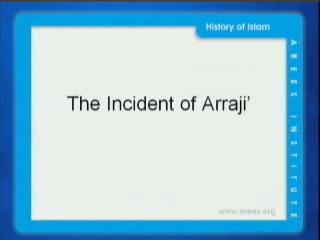 History of Islam
The Incident of Arraji'
AREES INSTITUTE
www.arees.org